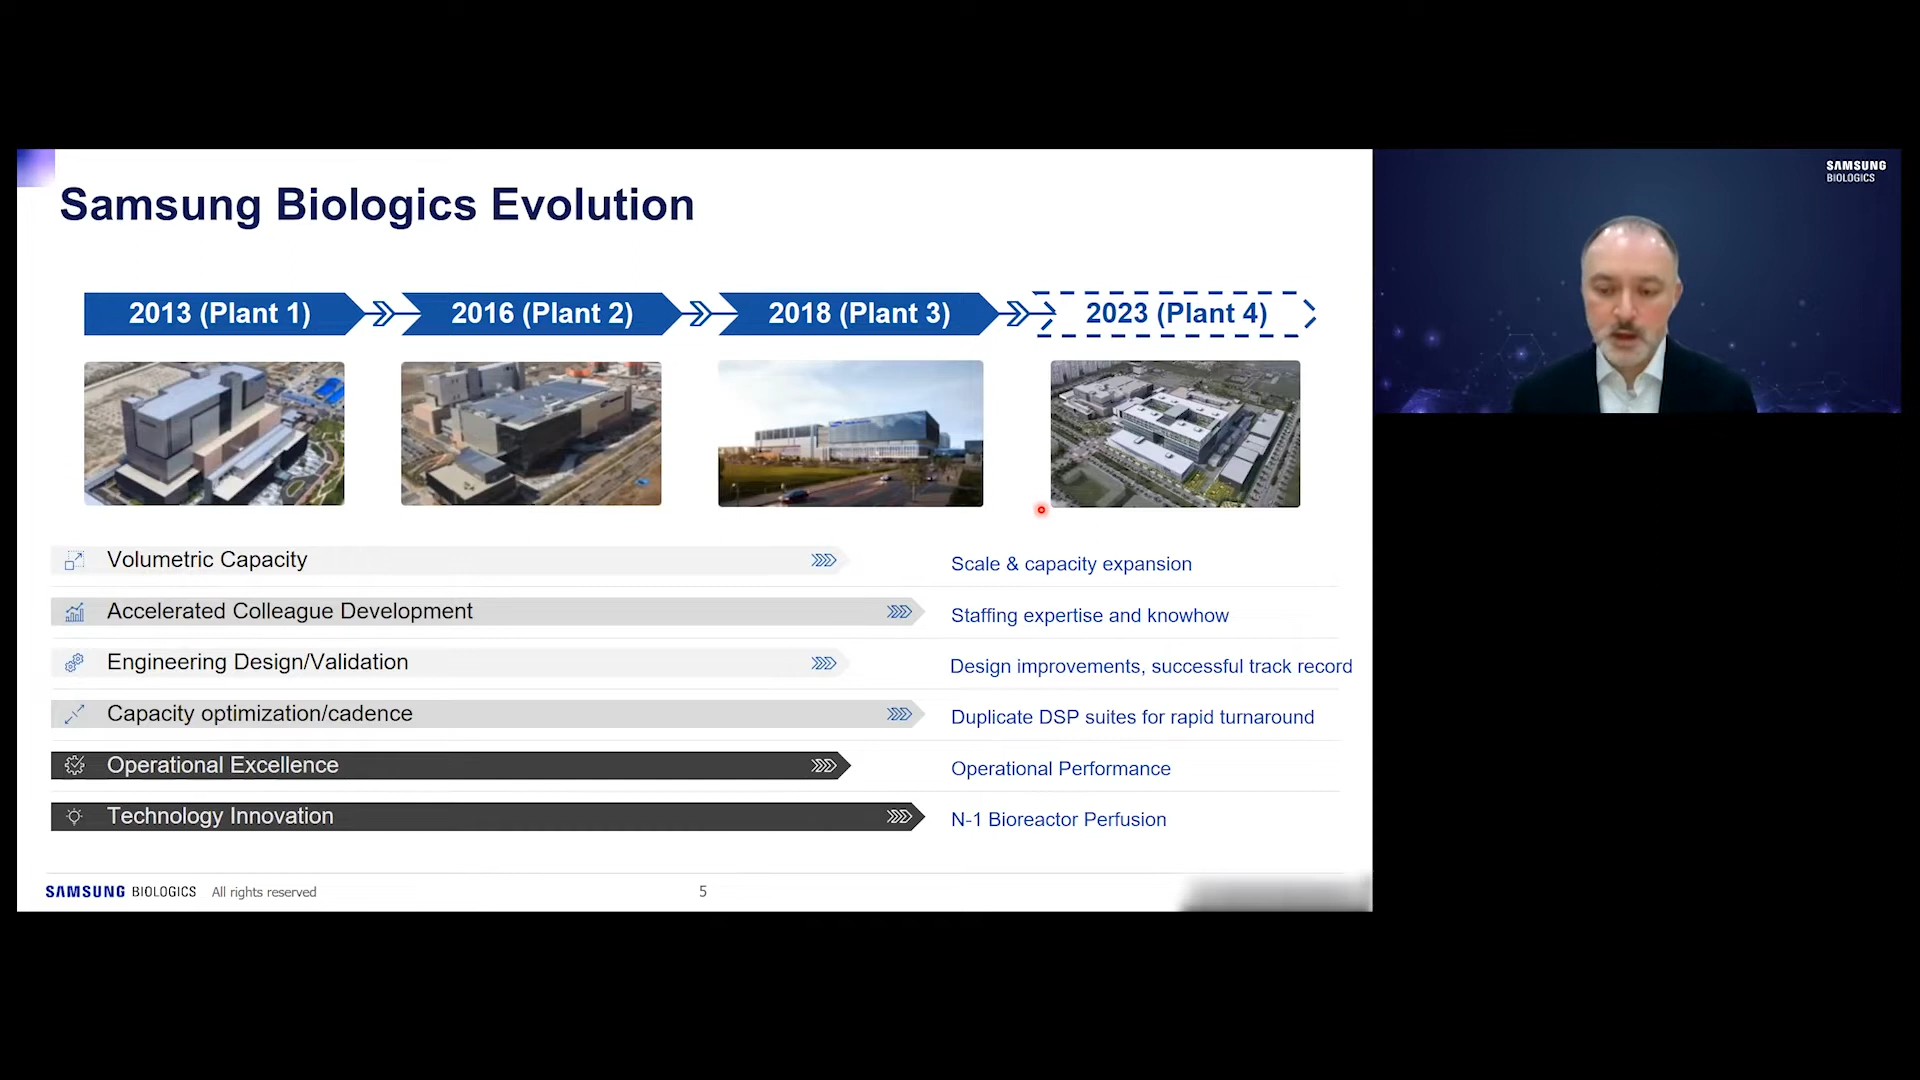 Samsung Biologics Evolution
SAMSUNG
BIOLOGICS
2013 (Plant 1)
2016 (Plant 2)
2018 (Plant 3)
2023 (Plant 4)
Volumetric Capacity
Scale & capacity expansion
Accelerated Colleague Development
Staffing expertise and knowhow
Engineering Design/Validation
Design improvements, successful track record
Capacity optimization/cadence
Duplicate DSP suites for rapid turnaround
Operational Excellence
Operational Performance
Technology Innovation
N-1 Bioreactor Perfusion
SAMSUNG BIOLOGICS All rights reserved
5